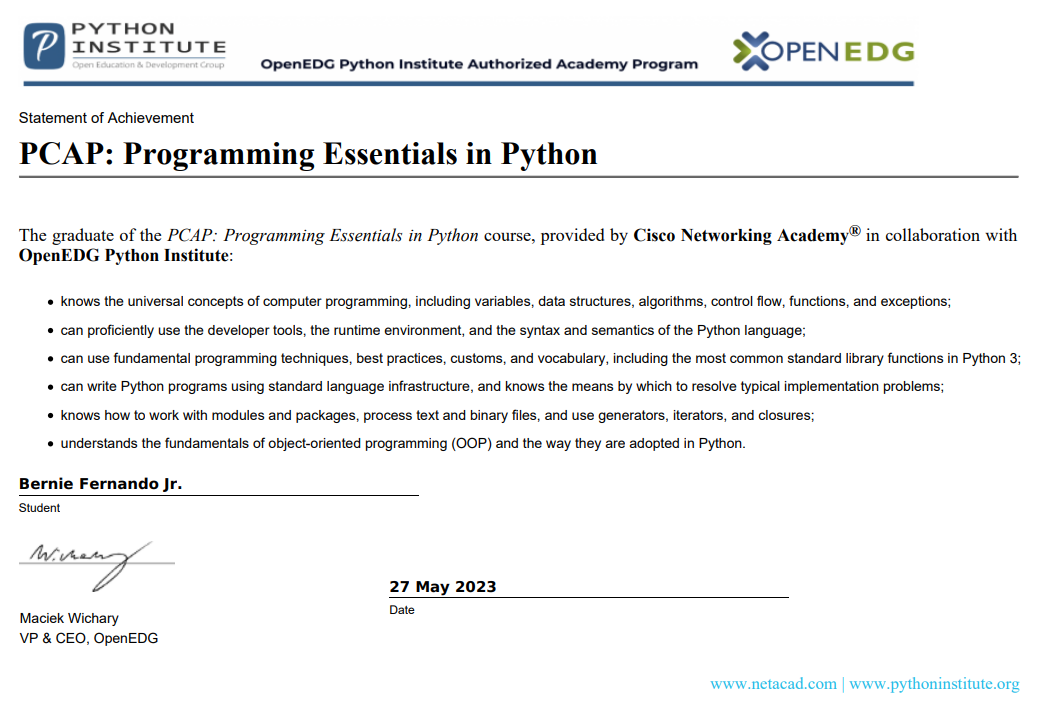 PYTHON
INSTITUTE
Open Education & Development Group
OpenEDG Python Institute Authorized Academy Program
OPENEDG
Statement of Achievement
PCAP: Programming Essentials in Python
The graduate of the PCAP: Programming Essentials in Python course, provided by Cisco Networking Academy® in collaboration with
OpenEDG Python Institute:
• knows the universal concepts of computer programming, including variables, data structures, algorithms, control flow, functions, and exceptions;
• can proficiently use the developer tools, the runtime environment, and the syntax and semantics of the Python language;
• can use fundamental programming techniques, best practices, customs, and vocabulary, including the most common standard library functions in Python 3;
• can write Python programs using standard language infrastructure, and knows the means by which to resolve typical implementation problems;
• knows how to work with modules and packages, process text and binary files, and use generators, iterators, and closures;
• understands the fundamentals of object-oriented programming (OOP) and the way they are adopted in Python.
Bernie Fernando Jr.
Student
W.Wichary
27 May 2023
Date
Maciek Wichary
VP & CEO, OpenEDG
www.netacad.com | www.pythoninstitute.org